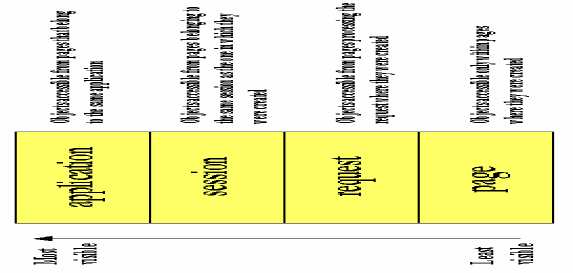 Objects accessible from pages that belong
to the same application
Objects accessible from pages belonging to
the same session as the one in which they
were created
Objects accessible from pages processing the
request where they were created
Objects accessible only within pages
where they were created
application
session
request
page
Most
visible
Least
visible